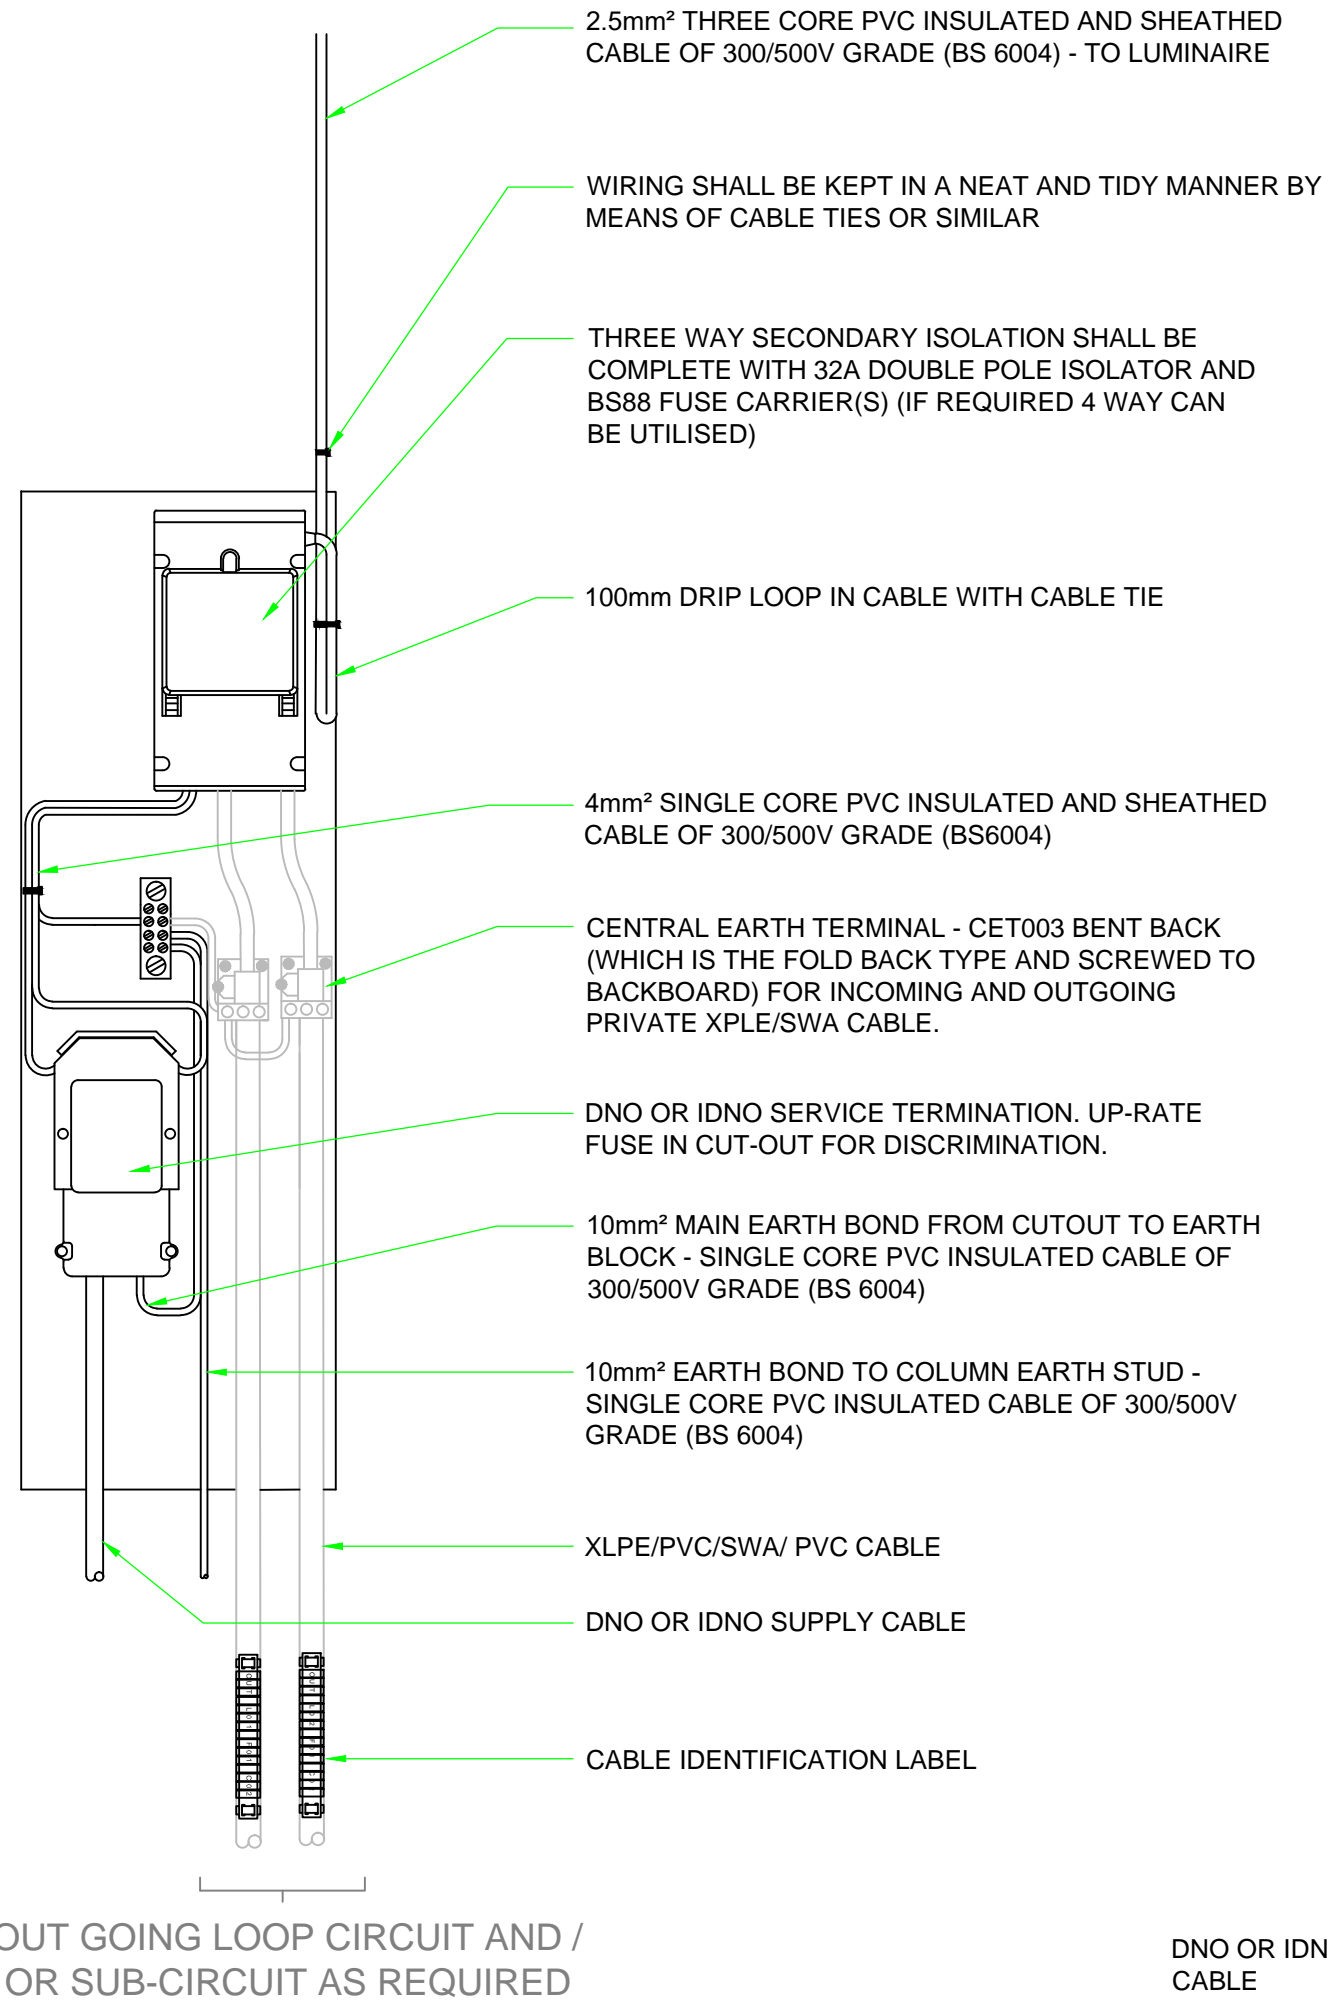 2.5mm² THREE CORE PVC INSULATED AND SHEATHED
CABLE OF 300/500V GRADE (BS 6004) - TO LUMINAIRE
WIRING SHALL BE KEPT IN A NEAT AND TIDY MANNER BY
MEANS OF CABLE TIES OR SIMILAR
THREE WAY SECONDARY ISOLATION SHALL BE
COMPLETE WITH 32A DOUBLE POLE ISOLATOR AND
BS88 FUSE CARRIER(S) (IF REQUIRED 4 WAY CAN
BE UTILISED)
100mm DRIP LOOP IN CABLE WITH CABLE TIE
4mm² SINGLE CORE PVC INSULATED AND SHEATHED
CABLE OF 300/500V GRADE (BS6004)
CENTRAL EARTH TERMINAL - CET003 BENT BACK
(WHICH IS THE FOLD BACK TYPE AND SCREWED TO
BACKBOARD) FOR INCOMING AND OUTGOING
PRIVATE XPLE/SWA CABLE.
DNO OR IDNO SERVICE TERMINATION. UP-RATE
FUSE IN CUT-OUT FOR DISCRIMINATION.
10mm² MAIN EARTH BOND FROM CUTOUT TO EARTH
BLOCK - SINGLE CORE PVC INSULATED CABLE OF
300/500V GRADE (BS 6004)
10mm² EARTH BOND TO COLUMN EARTH STUD -
SINGLE CORE PVC INSULATED CABLE OF 300/500V
GRADE (BS 6004)
XLPE/PVC/SWA/ PVC CABLE
DNO OR IDNO SUPPLY CABLE
CABLE IDENTIFICATION LABEL
OUT GOING LOOP CIRCUIT AND /
OR SUB-CIRCUIT AS REQUIRED
DNO OR IDN
CABLE